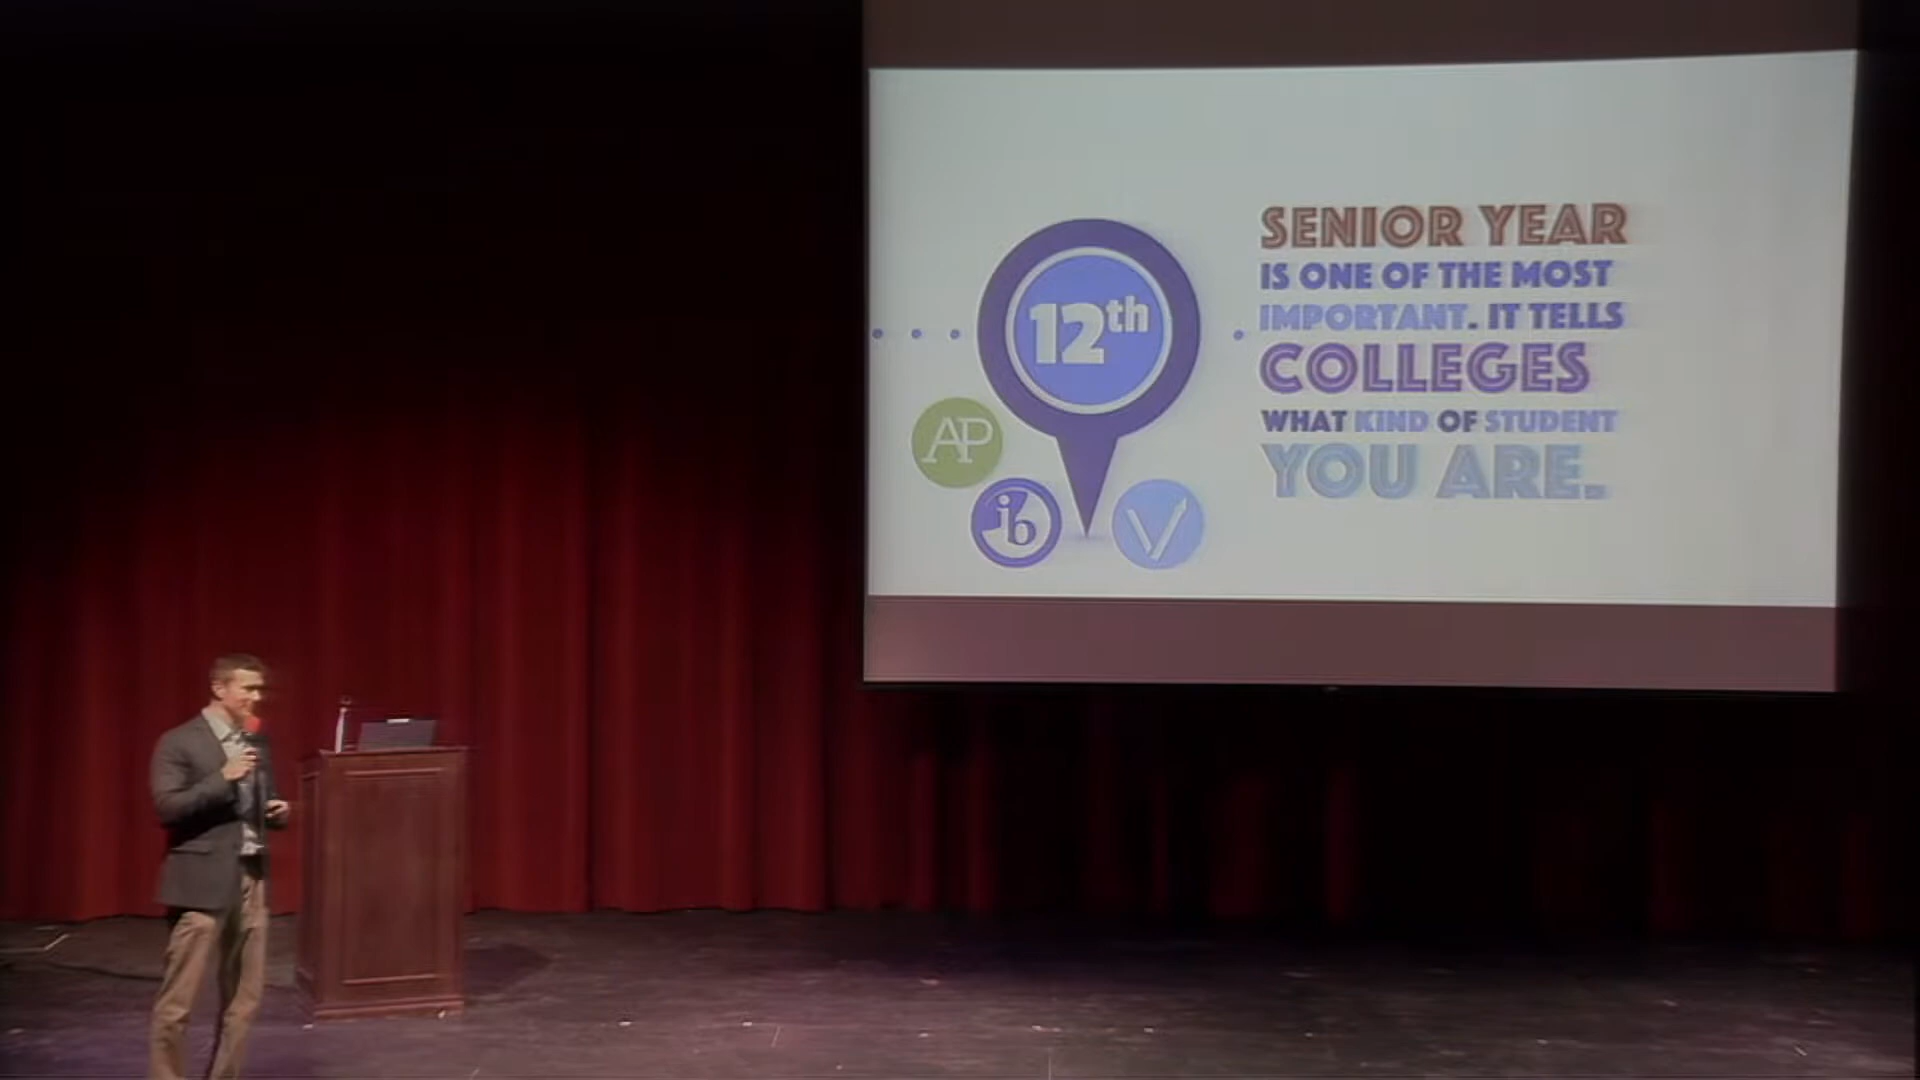 12th
AP
ib
V
SENIOR YEAR
IS ONE OF THE MOST
IMPORTANT. IT TELLS
COLLEGES
WHAT KIND OF STUDENT
YOU ARE.